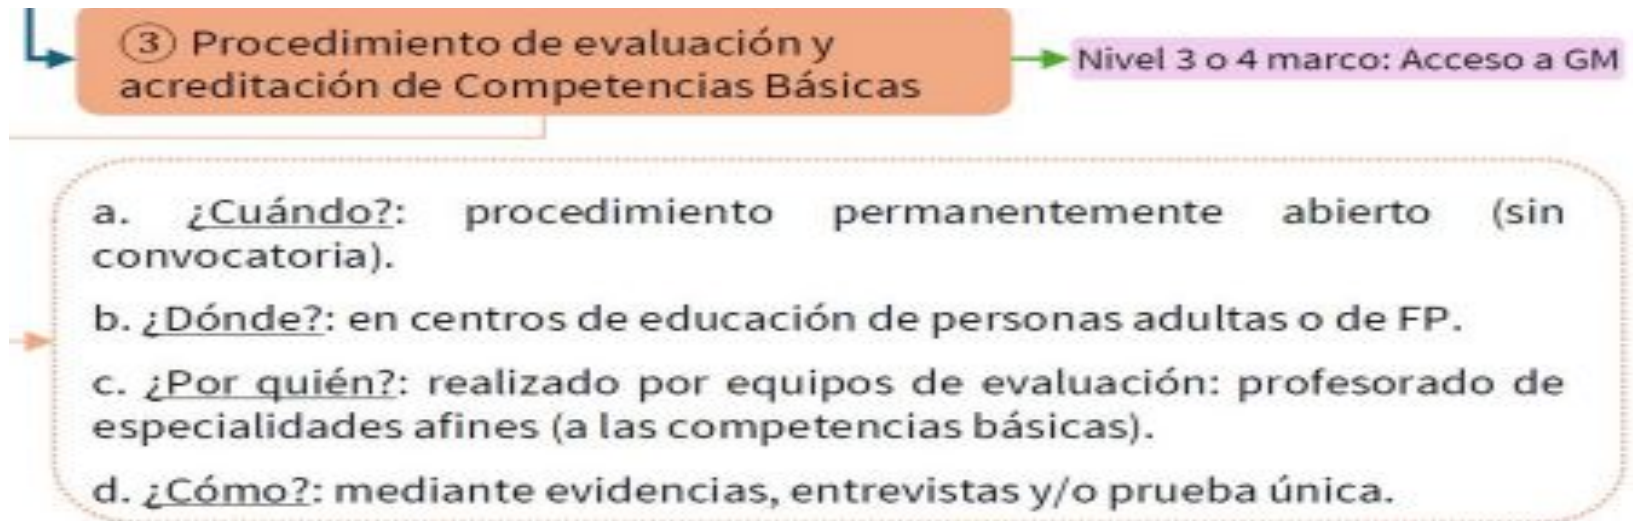 ③ Procedimiento de evaluación y
acreditación de Competencias Básicas
Nivel 3 o 4 marco: Acceso a GM
a. ¿Cuándo?: procedimiento permanentemente abierto (sin
convocatoria).
b. ¿Dónde?: en centros de educación de personas adultas o de FP.
c. ¿Por quién?: realizado por equipos de evaluación: profesorado de
especialidades afines (a las competencias básicas).
d. ¿Cómo?: mediante evidencias, entrevistas y/o prueba única.